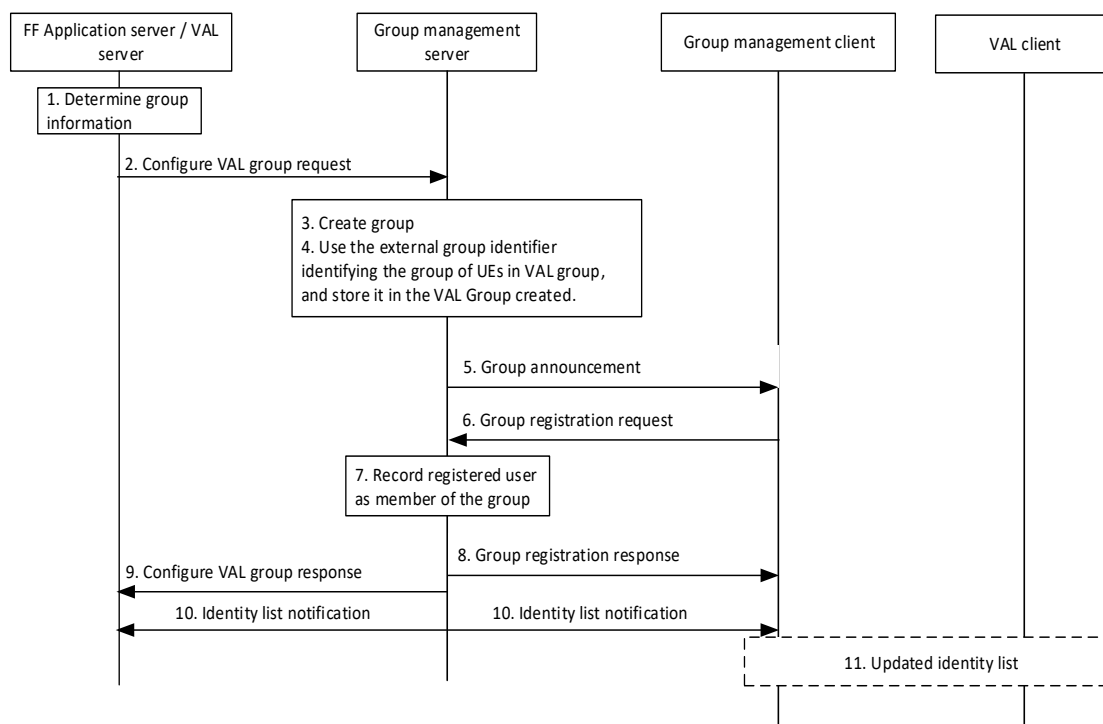 FF Application server / VAL
server
Group management
server
Group management client
VAL client
1. Determine group
information
2. Configure VAL group request
3. Create group
4. Use the external group identifier
identifying the group of UEs in VAL group,
and store it in the VAL Group created.
5. Group announcement
6. Group registration request
7. Record registered user
as member of the group
8. Group registration response
9. Configure VAL group response
10. Identity list notification
10. Identity list notification
11. Updated identity list